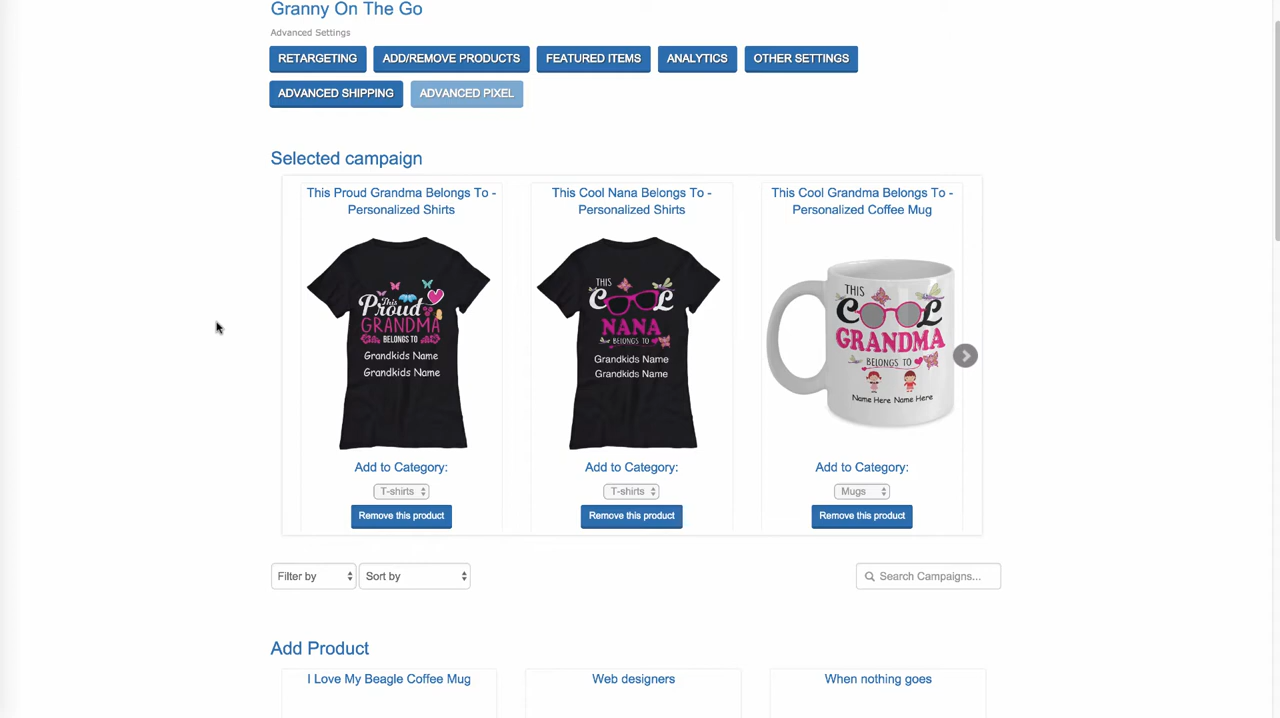 Granny On The Go
Advanced Settings
RETARGETING ADD/REMOVE PRODUCTS FEATURED ITEMS ANALYTICS OTHER SETTINGS
ADVANCED SHIPPING ADVANCED PIXEL
Selected campaign
This Proud Grandma Belongs To -
Personalized Shirts
This
Proud
GRANDMA
BELONGS TO
Grandkids Name
Grandkids Name
Add to Category:
T-shirts
Remove this product
This Cool Nana Belongs To -
Personalized Shirts
THIS
COOL
NANA
BELONGS TO
Grandkids Name
Grandkids Name
Add to Category:
T-shirts
Remove this product
This Cool Grandma Belongs To -
Personalized Coffee Mug
THIS
COOL
GRANDMA
BELONGS TO
Name Here Name Here
Add to Category:
Mugs
Remove this product
Filter by Sort by Search Campaigns...
Add Product
I Love My Beagle Coffee Mug Web designers When nothing goes